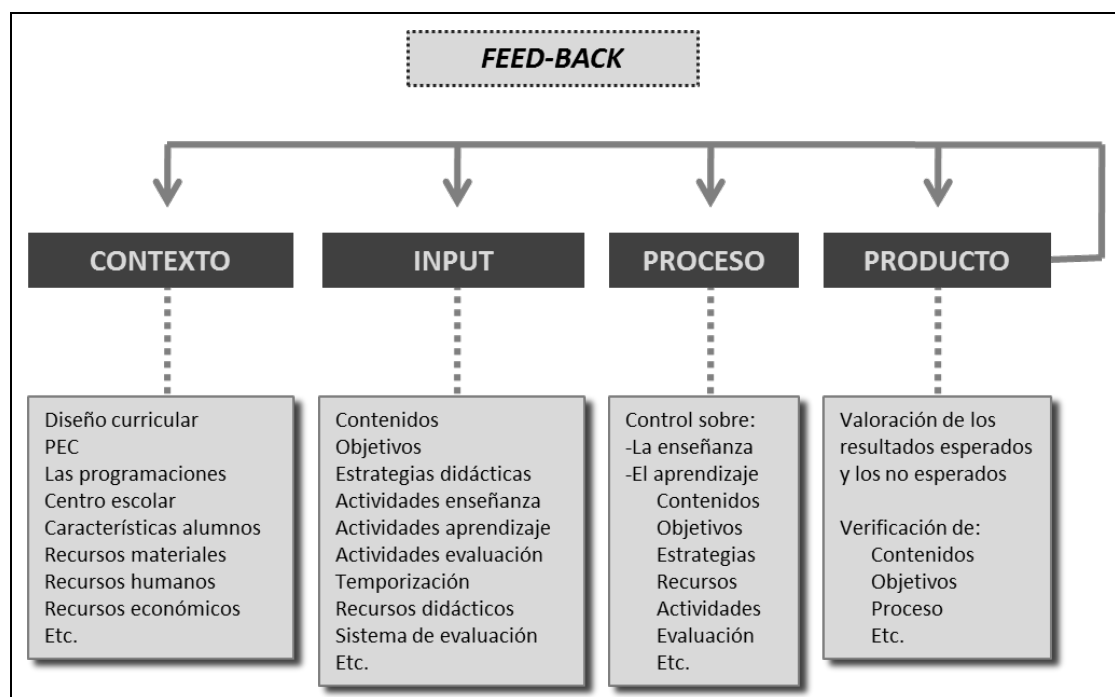 FEED-BACK
CONTEXTO
INPUT
PROCESO
PRODUCTO
Diseño curricular
PEC
Las programaciones
Centro escolar
Características alumnos
Recursos materiales
Recursos humanos
Recursos económicos
Etc.
Contenidos
Objetivos
Estrategias didácticas
Actividades enseñanza
Actividades aprendizaje
Actividades evaluación
Temporización
Recursos didácticos
Sistema de evaluación
Etc.
Control sobre:
-La enseñanza
-El aprendizaje
Contenidos
Objetivos
Estrategias
Recursos
Actividades
Evaluación
Etc.
Valoración de los
resultados esperados
y los no esperados
Verificación de:
Contenidos
Objetivos
Proceso
Etc.